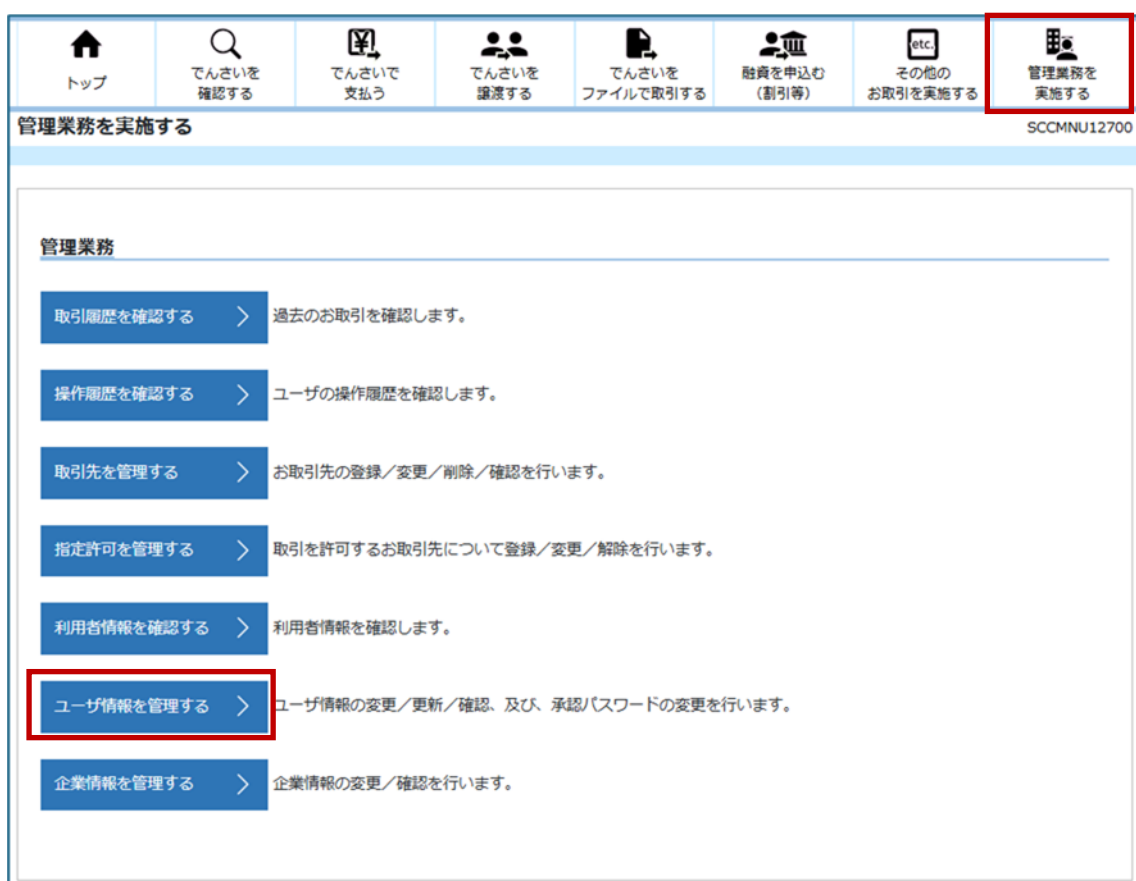 トップ
でんさいを
確認する
でんさいで
支払う
でんさいを
譲渡する
でんさいを
ファイルで取引する
融資を申込む
(割引等)
etc.
その他の
お取引を実施する
管理業務を
実施する
管理業務を実施する
SCCMNU12700
管理業務
取引履歴を確認する 過去のお取引を確認します。
操作履歴を確認する ユーザの操作履歴を確認します。
取引先を管理する お取引先の登録／変更／削除／確認を行います。
指定許可を管理する 取引を許可するお取引先について登録／変更／解除を行います。
利用者情報を確認する 利用者情報を確認します。
ユーザ情報を管理する ユーザ情報の変更／更新／確認、及び、承認パスワードの変更を行います。
企業情報を管理する 企業情報の変更／確認を行います。